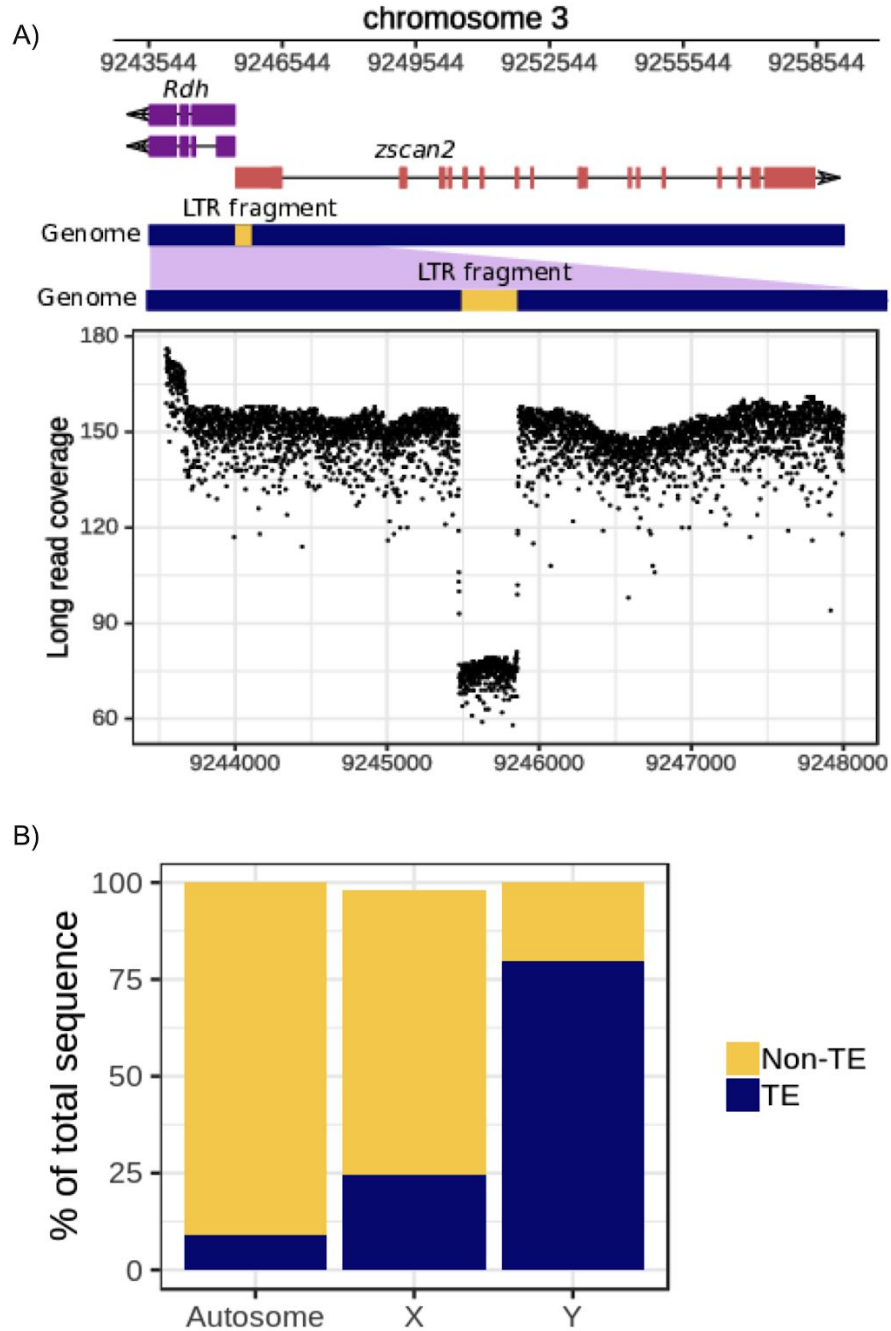 A)
chromosome 3
9243544 9246544 9249544 9252544 9255544 9258544
Rdh
zscan2
LTR fragment
Genome
LTR fragment
Genome
180
150
120
90
60
Long read coverage
9244000 9245000 9246000 9247000 9248000
B)
100
75
50
25
0
% of total sequence
Autosome X Y
Non-TE
TE